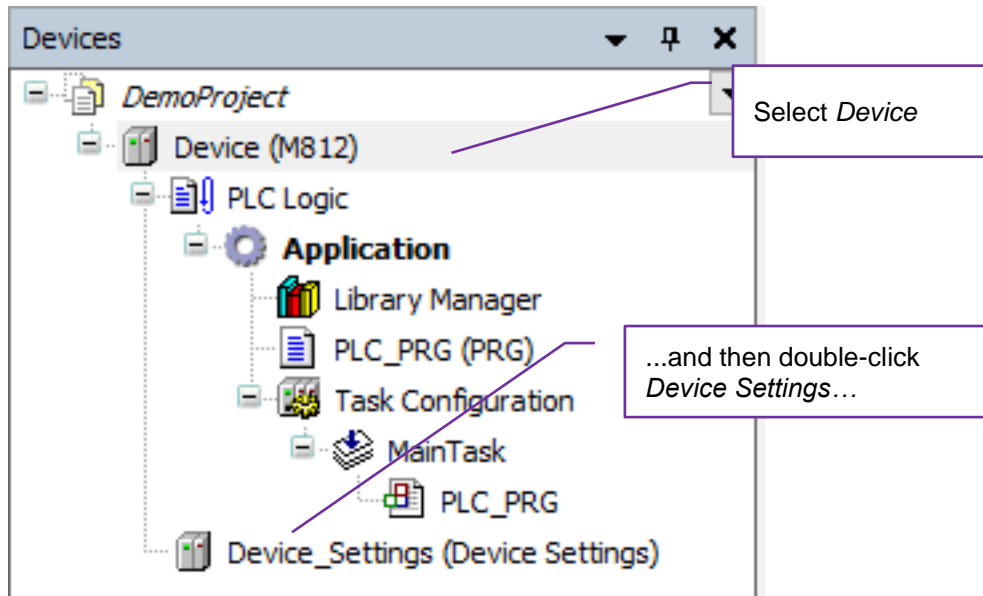 Devices
DemoProject
Select Device
Device (M812)
PLC Logic
Application
Library Manager
PLC_PRG (PRG)
...and then double-click
Device Settings…
Task Configuration
MainTask
PLC_PRG
Device_Settings (Device Settings)